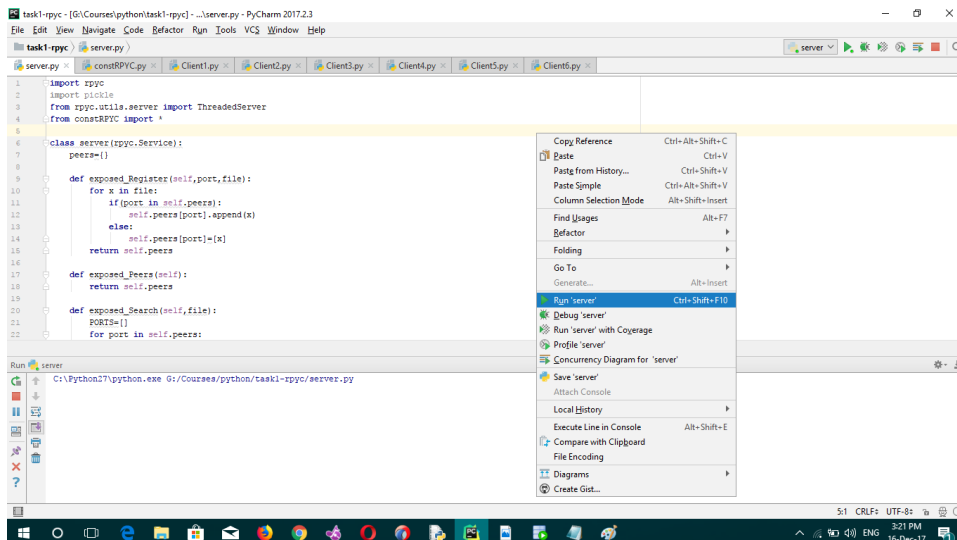 task1-rpyc - [G:\Courses\python\task1-rpyc] - ...\server.py - PyCharm 2017.2.3
File Edit View Navigate Code Refactor Run Tools VCS Window Help
task1-rpyc server.py server
server.py constRPYC.py Client1.py Client2.py Client3.py Client4.py Client5.py Client6.py
1 import rpyc
2 import pickle
3 from rpyc.utils.server import ThreadedServer
4 from constRPYC import *
5
6 class server(rpyc.Service):
7 peers={}
8
9 def exposed_Register(self,port,file):
10 for x in file:
11 if(port in self.peers):
12 self.peers[port].append(x)
13 else:
14 self.peers[port]=[x]
15 return self.peers
16
17 def exposed_Peers(self):
18 return self.peers
19
20 def exposed_Search(self,file):
21 PORTS=[]
22 for port in self.peers:
Copy Reference Ctrl+Alt+Shift+C
Paste Ctrl+V
Paste from History... Ctrl+Shift+V
Paste Simple Ctrl+Alt+Shift+V
Column Selection Mode Alt+Shift+Insert
Find Usages Alt+F7
Refactor
Folding
Go To
Generate... Alt+Insert
Run 'server' Ctrl+Shift+F10
Debug 'server'
Run 'server' with Coverage
Profile 'server'
Concurrency Diagram for 'server'
Save 'server'
Attach Console
Local History
Execute Line in Console Alt+Shift+E
Compare with Clipboard
File Encoding
Diagrams
Create Gist...
Run server
C:\Python27\python.exe G:/Courses/python/task1-rpyc/server.py
5:1 CRLF÷ UTF-8÷
ENG 3:21 PM
16-Dec-17